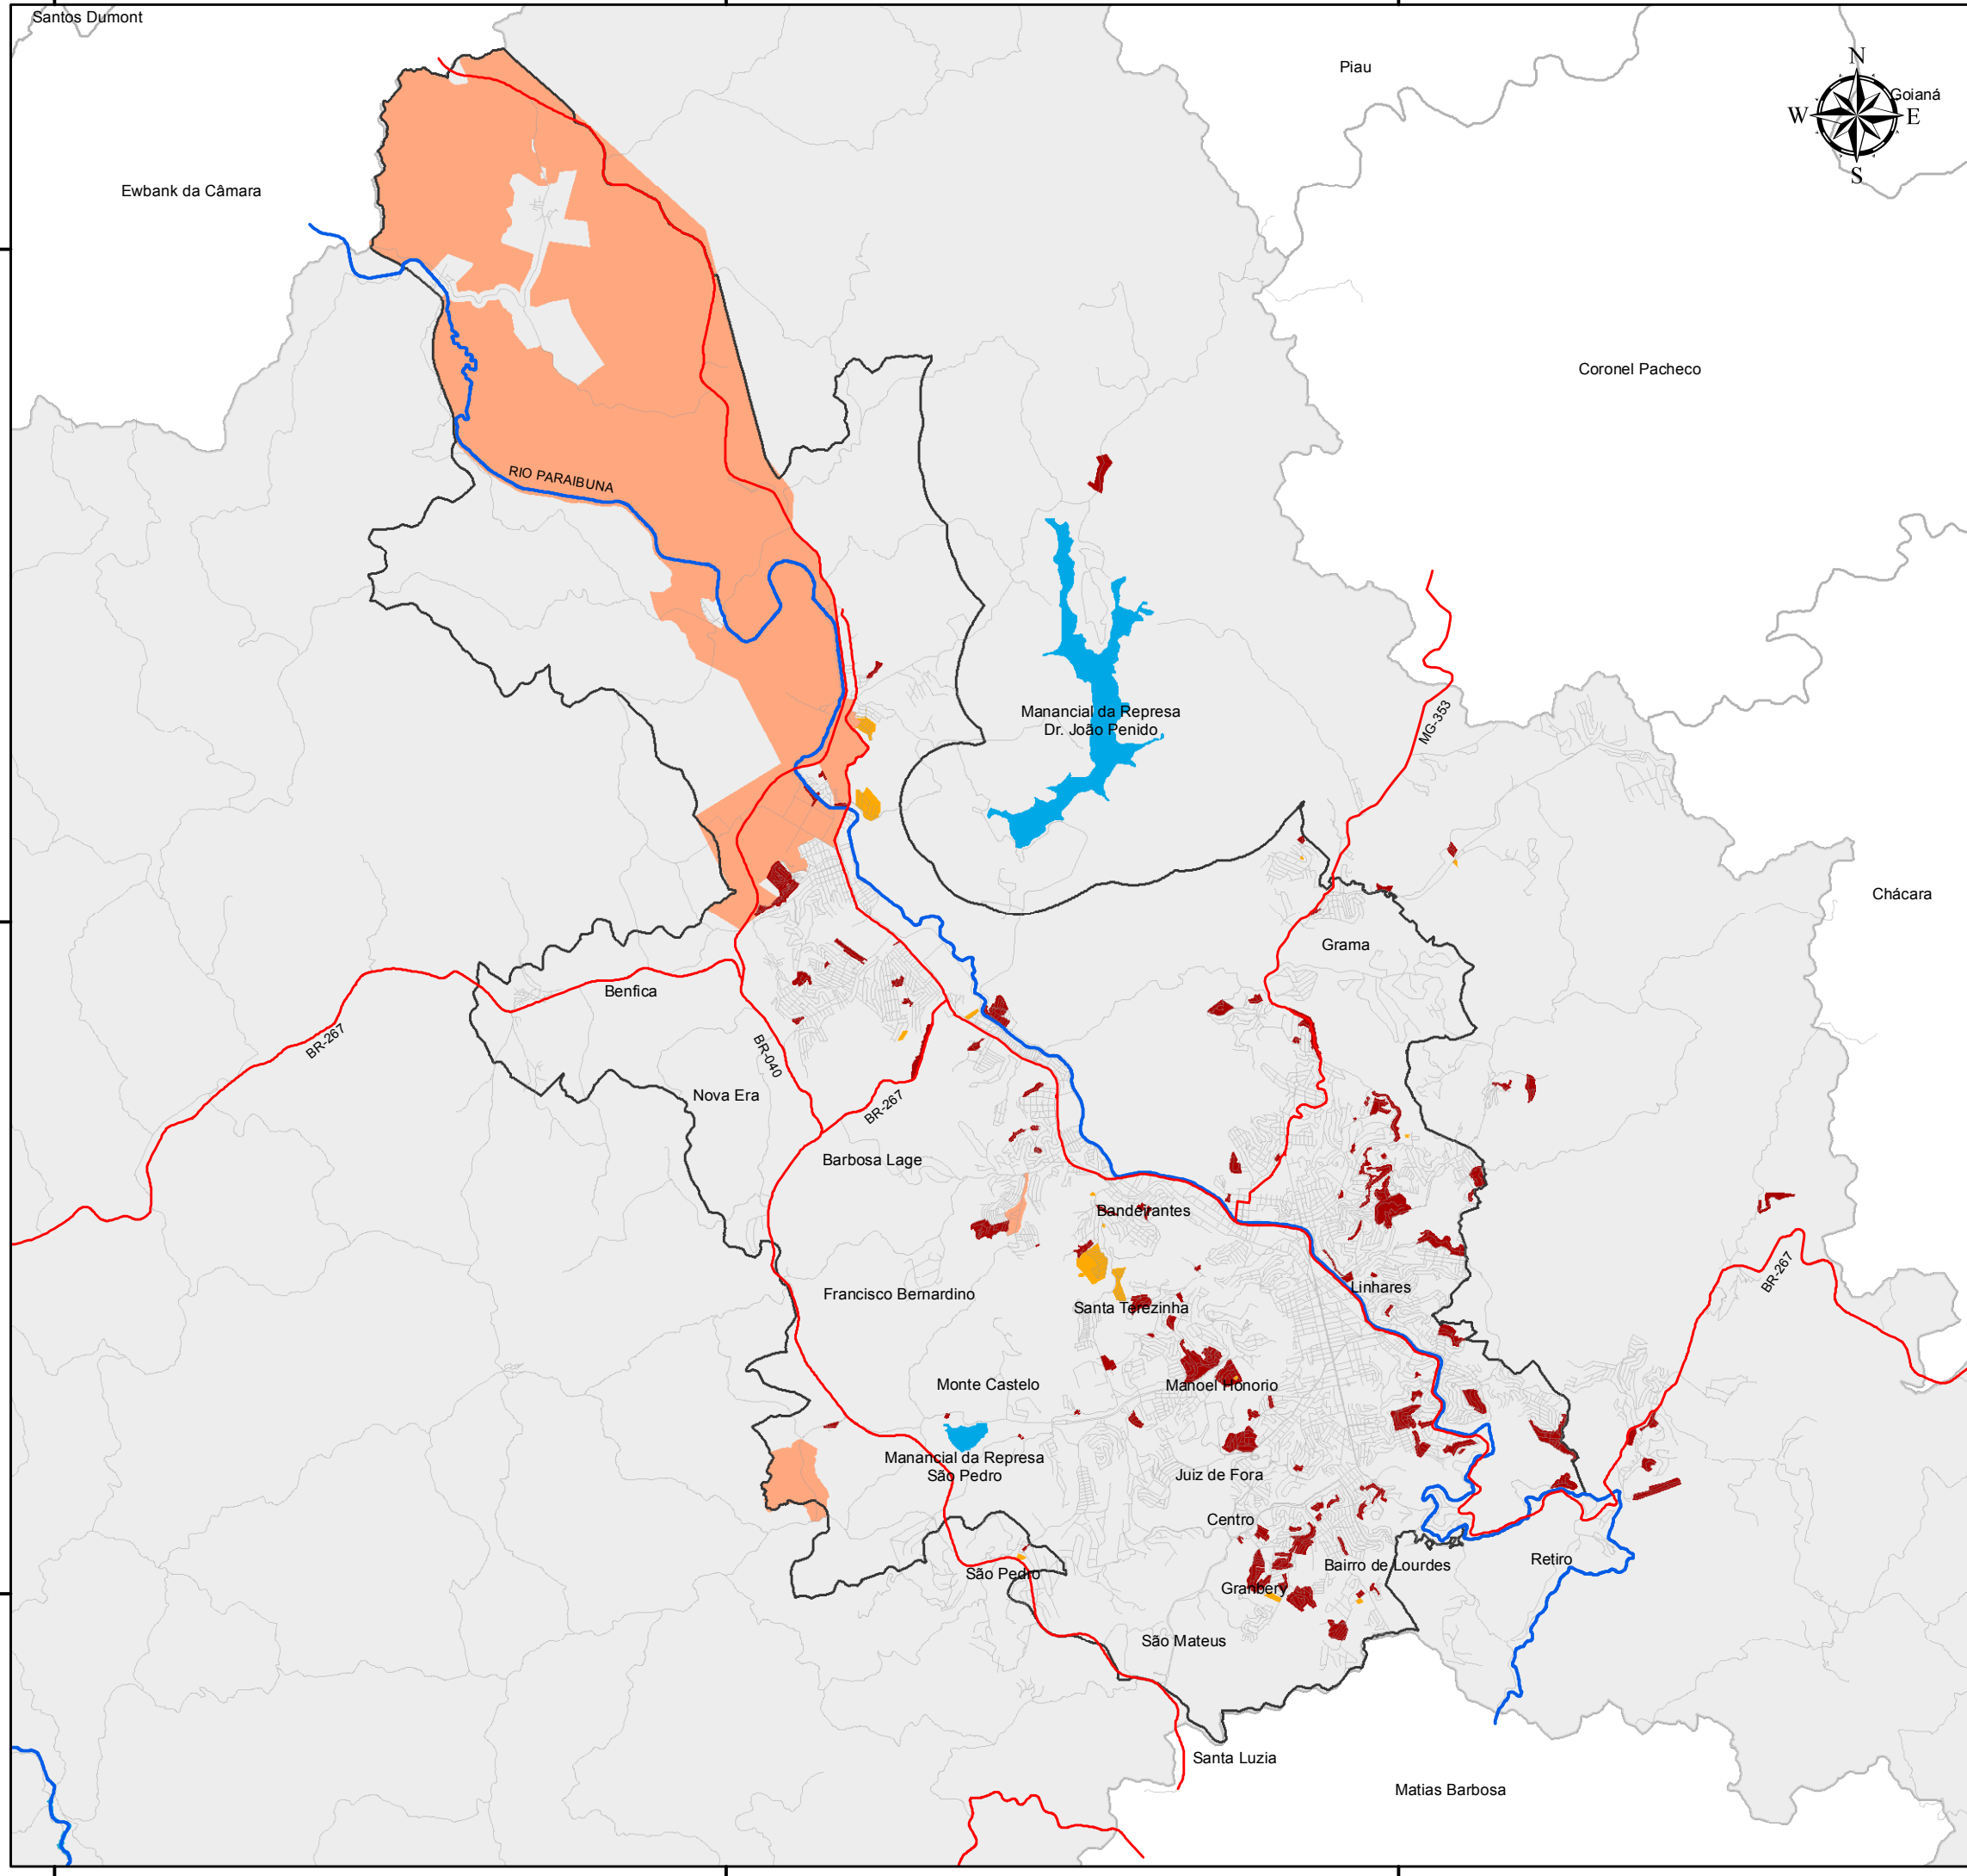 Santos Dumont
Piau
N
Goianá
W
E
S
Ewbank da Câmara
Coronel Pacheco
RIO PARAIBUNA
Manancial da Represa
Dr. João Penido
MG-353
Chácara
Grama
Benfica
BR-267
BR-040
Nova Era
BR-267
Barbosa Lage
Bandeirantes
BR-267
Linhares
Francisco Bernardino
Santa Terezinha
Monte Castelo
Manoel Honorio
Manancial da Represa
São Pedro
Juiz de Fora
Centro
Bairro de Lourdes
Retiro
São Pedro
Granbery
São Mateus
Santa Luzia
Matias Barbosa